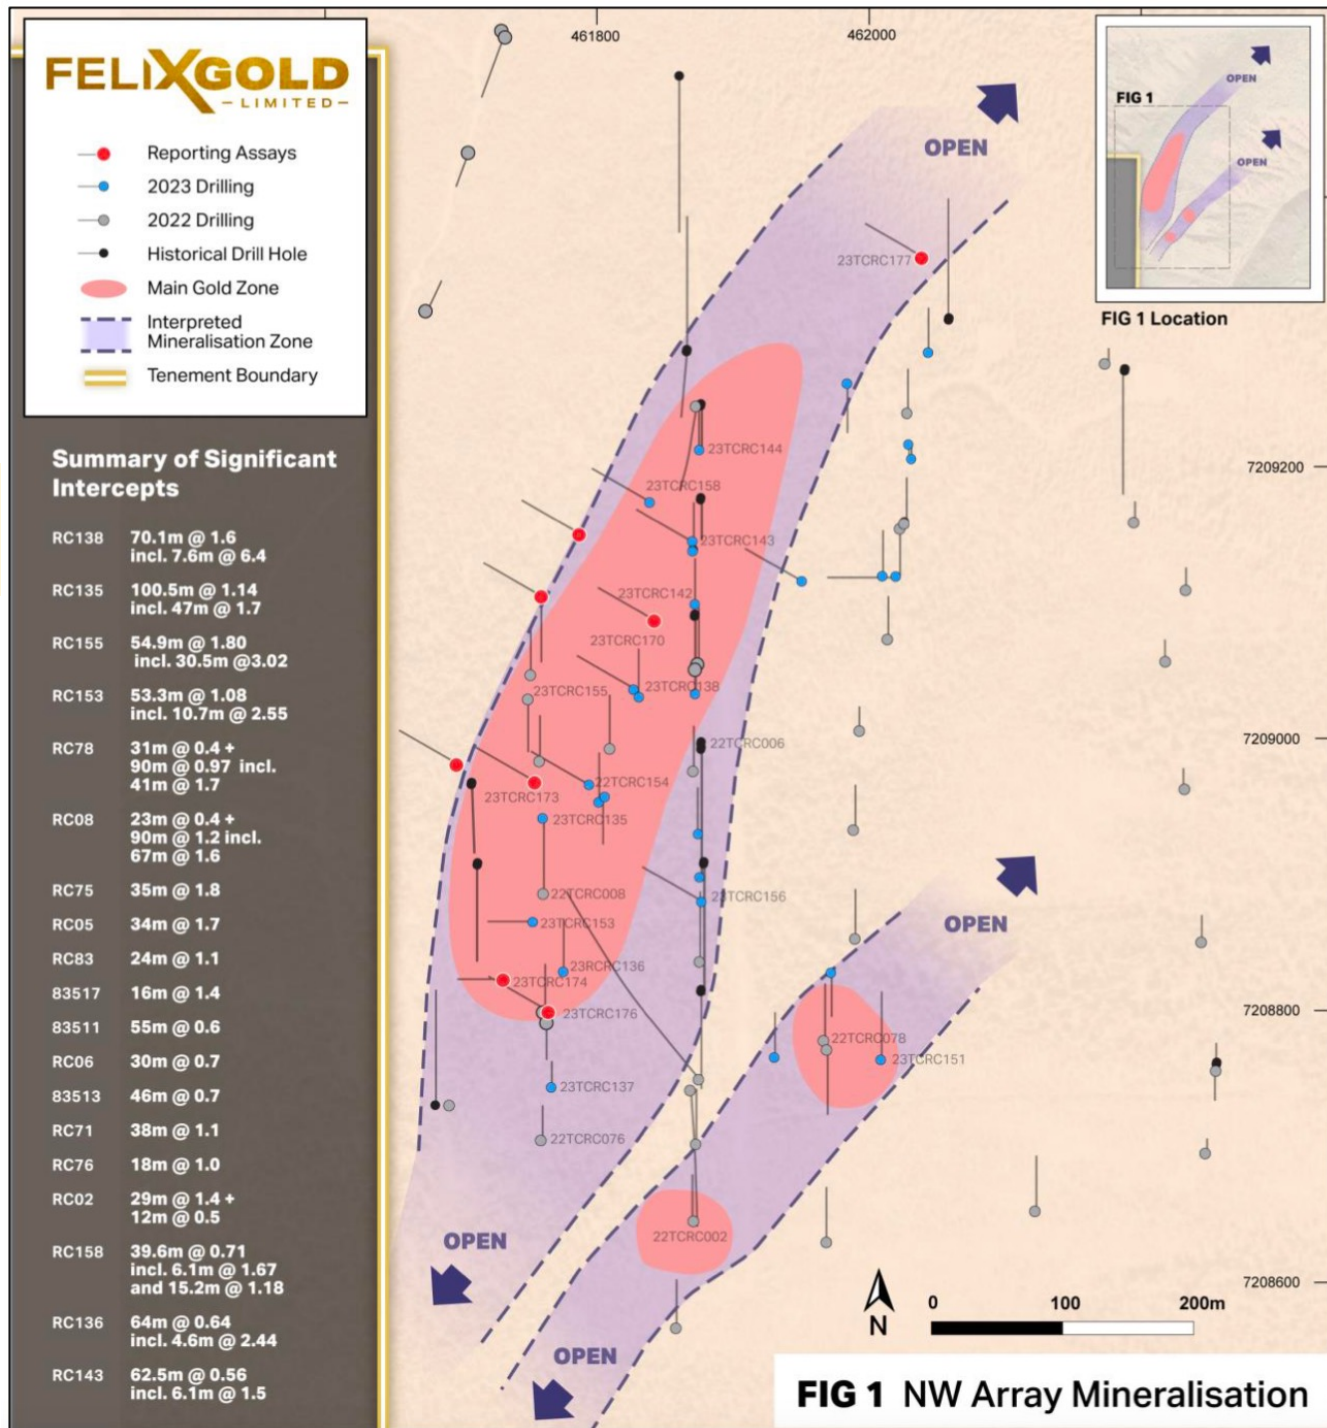 FELIXGOLD
LIMITED
Reporting Assays
2023 Drilling
2022 Drilling
Historical Drill Hole
Main Gold Zone
Interpreted
Mineralisation Zone
Tenement Boundary
Summary of Significant
Intercepts
RC138 70.1m @ 1.6
incl. 7.6m @ 6.4
RC135 100.5m @ 1.14
incl. 47m @ 1.7
RC155 54.9m @ 1.80
incl. 30.5m @3.02
RC153 53.3m @ 1.08
incl. 10.7m @ 2.55
RC78 31m @ 0.4 +
90m @ 0.97 incl.
41m @ 1.7
RC08 23m @ 0.4 +
90m @ 1.2 incl.
67m @ 1.6
RC75 35m @ 1.8
RC05 34m @ 1.7
RC83 24m @ 1.1
83517 16m @ 1.4
83511 55m @ 0.6
RC06 30m @ 0.7
83513 46m @ 0.7
RC71 38m @ 1.1
RC76 18m @ 1.0
RC02 29m @ 1.4 +
12m @ 0.5
RC158 39.6m @ 0.71
incl. 6.1m @ 1.67
and 15.2m @ 1.18
RC136 64m @ 0.64
incl. 4.6m @ 2.44
RC143 62.5m @ 0.56
incl. 6.1m @ 1.5
461800
462000
OPEN
23TCRC177
23TCRC144
23TCRC158
23TCRC143
23TCRC142
23TCRC170
23TCRC138
23TCRC155
22TCRC006
22TCRC154
23TCRC173
23TCRC135
22TCRC008
23TCRC156
23TCRC153
23RCRC136
23TCRC174
23TCRC176
23TCRC137
22TCRC076
OPEN
OPEN
22TCRC078
23TCRC151
22TCRC002
OPEN
OPEN
FIG 1
OPEN
FIG 1 Location
7209200
7209000
7208800
7208600
N
0 100 200m
FIG 1 NW Array Mineralisation